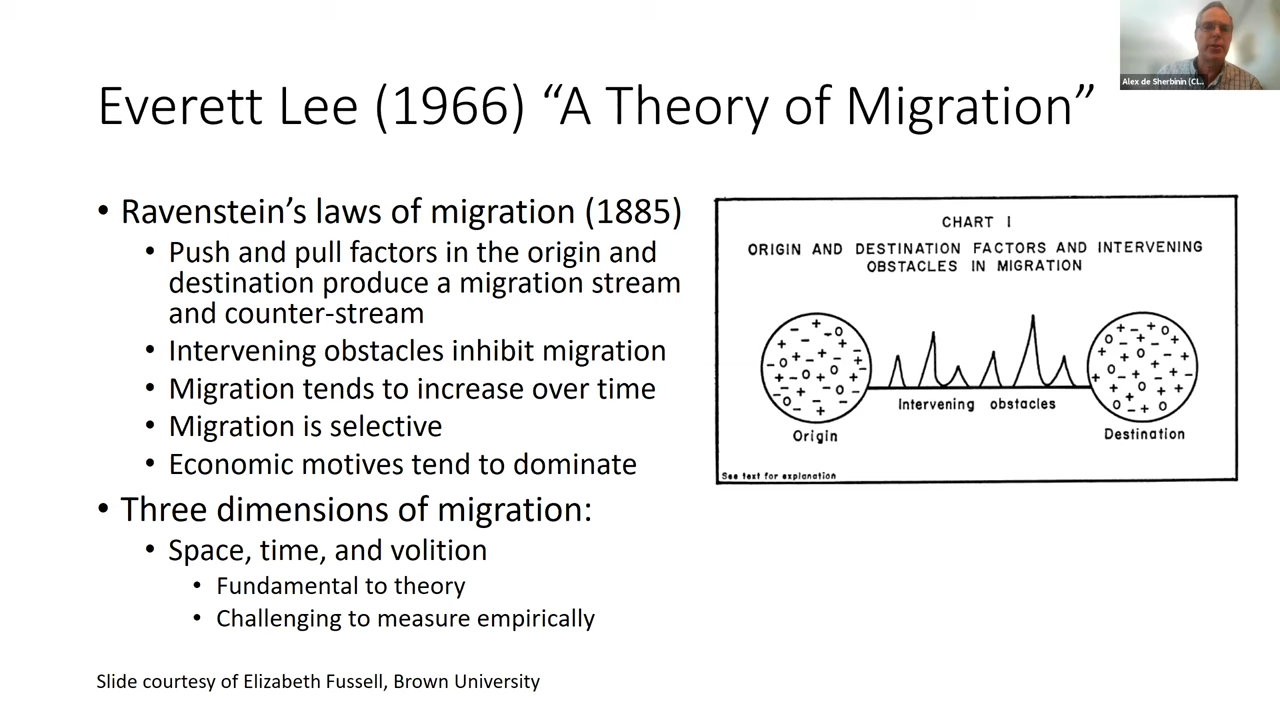 Alex de Sherbinin (CI...
Everett Lee (1966) “A Theory of Migration”
• Ravenstein’s laws of migration (1885)
• Push and pull factors in the origin and
destination produce a migration stream
and counter-stream
• Intervening obstacles inhibit migration
• Migration tends to increase over time
• Migration is selective
• Economic motives tend to dominate
• Three dimensions of migration:
• Space, time, and volition
• Fundamental to theory
• Challenging to measure empirically
Slide courtesy of Elizabeth Fussell, Brown University
CHART I
ORIGIN AND DESTINATION FACTORS AND INTERVENING
OBSTACLES IN MIGRATION
Intervening obstacles
Origin
Destination
See text for explanation